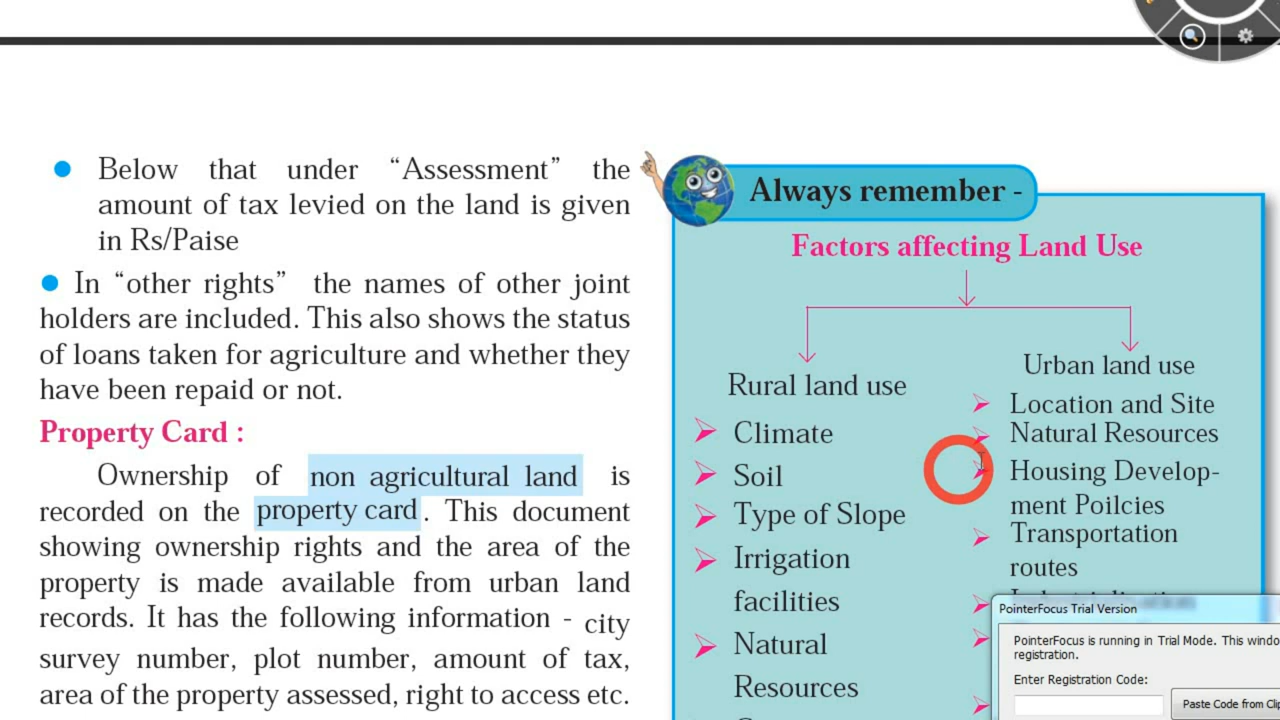 Below that under “Assessment” the
amount of tax levied on the land is given
in Rs/Paise
In “other rights” the names of other joint
holders are included. This also shows the status
of loans taken for agriculture and whether they
have been repaid or not.
Property Card :
Ownership of non agricultural land is
recorded on the property card. This document
showing ownership rights and the area of the
property is made available from urban land
records. It has the following information - city
survey number, plot number, amount of tax,
area of the property assessed, right to access etc.
Always remember -
Factors affecting Land Use
Rural land use
Climate
Soil
Type of Slope
Irrigation
facilities
Natural
Resources
Urban land use
Location and Site
Natural Resources
Housing Develop-
ment Poilcies
Transportation
routes
PointerFocus Trial Version
PointerFocus is running in Trial Mode. This
registration.
Enter Registration Code:
Paste Code from